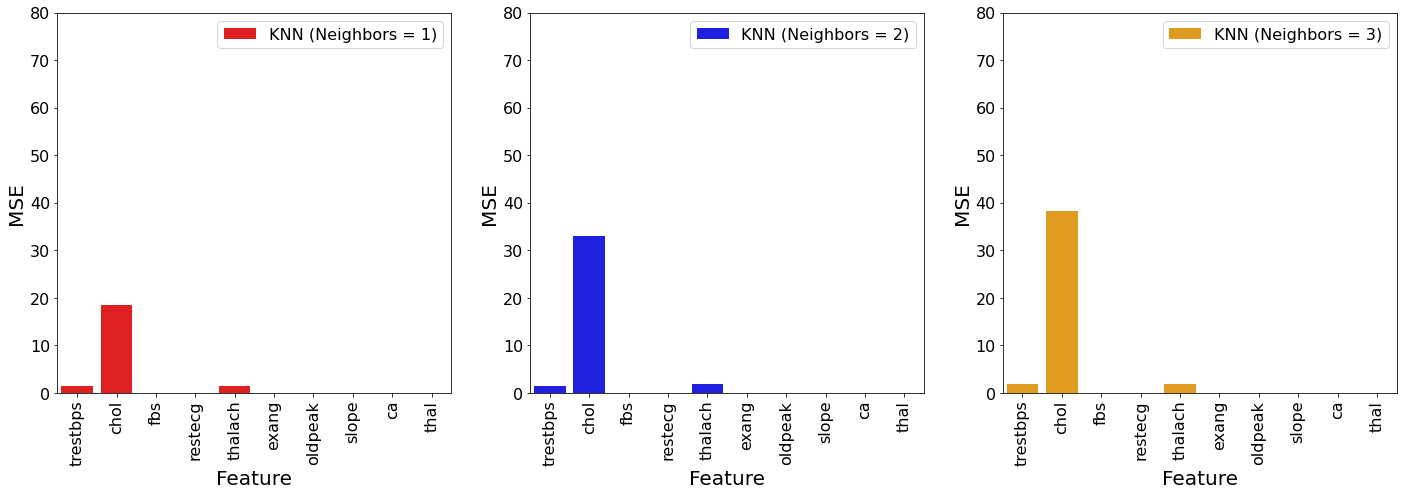 KNN (Neighbors = 1)
MSE
80
70
60
50
40
30
20
10
0
trestbps
chol
fbs
restecg
thalach
exang
oldpeak
slope
ca
thal
Feature
KNN (Neighbors = 2)
MSE
80
70
60
50
40
30
20
10
0
trestbps
chol
fbs
restecg
thalach
exang
oldpeak
slope
ca
thal
Feature
KNN (Neighbors = 3)
MSE
80
70
60
50
40
30
20
10
0
trestbps
chol
fbs
restecg
thalach
exang
oldpeak
slope
ca
thal
Feature